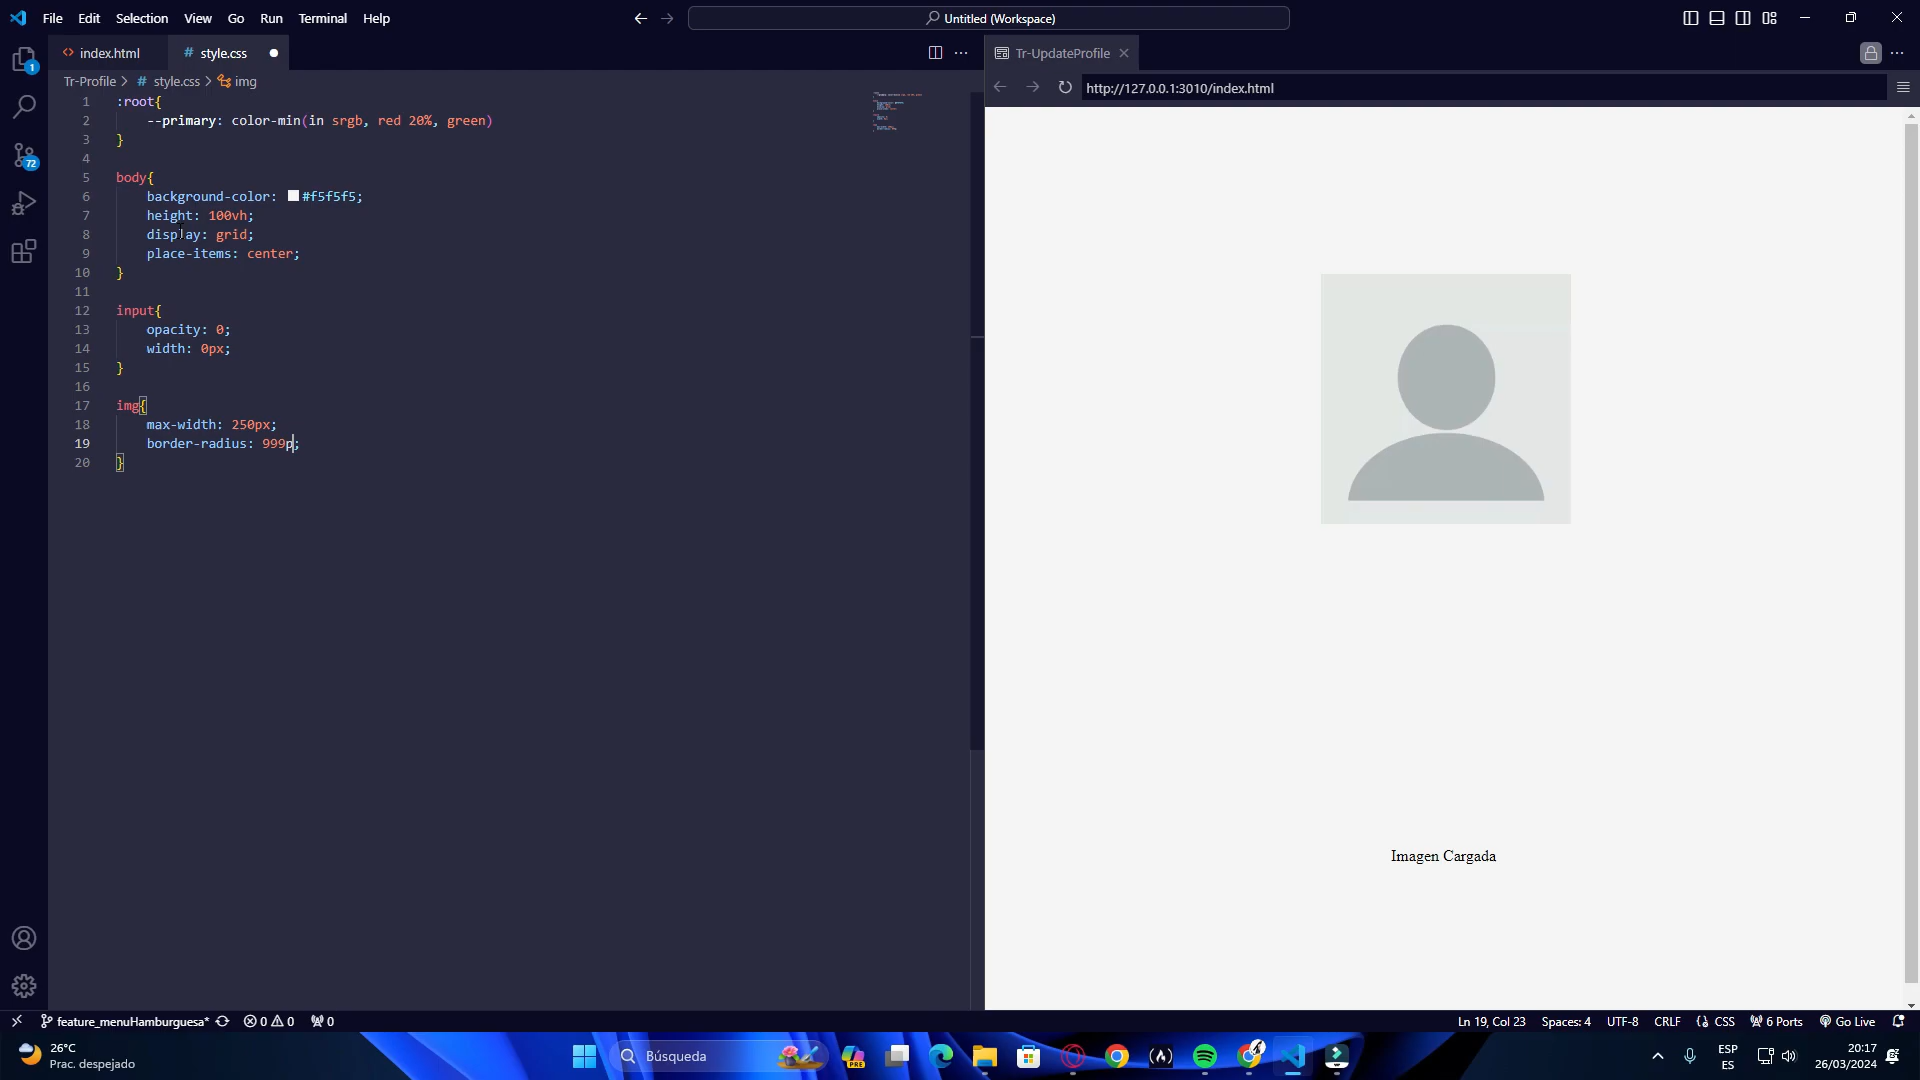 File Edit Selection View Go Run Terminal Help
Untitled (Workspace)
index.html
style.css
Tr-UpdateProfile
Tr-Profile > # style.css > img
http://127.0.0.1:3010/index.html
1 :root{
2 --primary: color-min(in srgb, red 20%, green)
3 }
4
5 body{
6 background-color: #f5f5f5;
7 height: 100vh;
8 display: grid;
9 place-items: center;
10 }
11
12 input{
13 opacity: 0;
14 width: 0px;
15 }
16
17 img{
18 max-width: 250px;
19 border-radius: 999p;
20 }
Imagen Cargada
1
72
feature_menuHamburguesa* 0 0 0
Ln 19, Col 23 Spaces: 4 UTF-8 CRLF {} CSS 6 Ports Go Live
26°C
Prac. despejado
Búsqueda
PRE
ESP
ES
20:17
26/03/2024